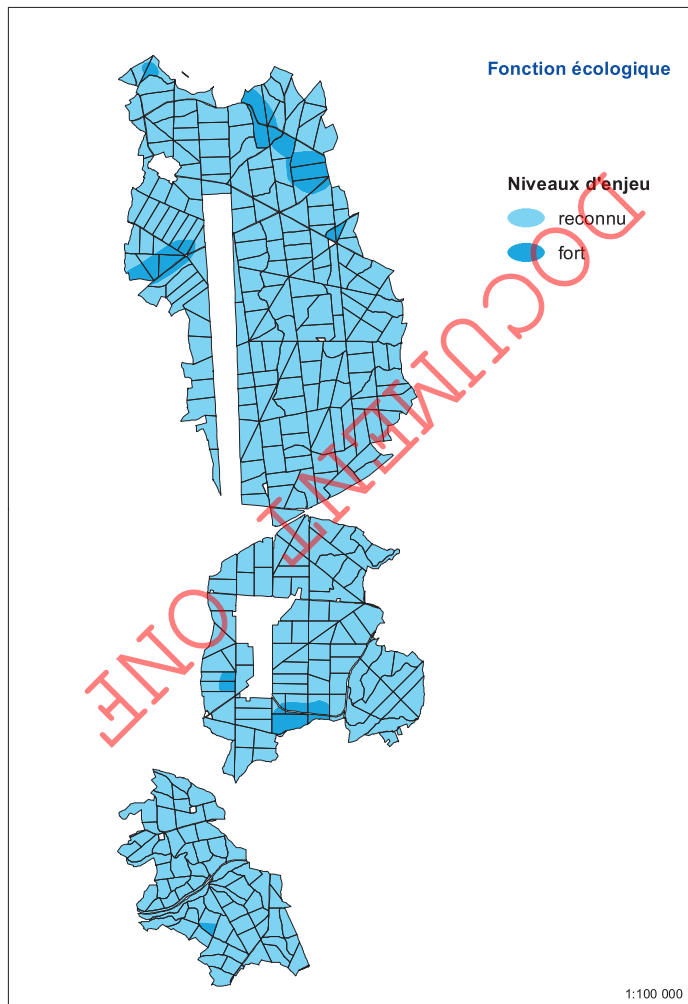 Fonction écologique
Niveaux d'enjeu
reconnu
fort
DOCUMENT ONF
1:100 000